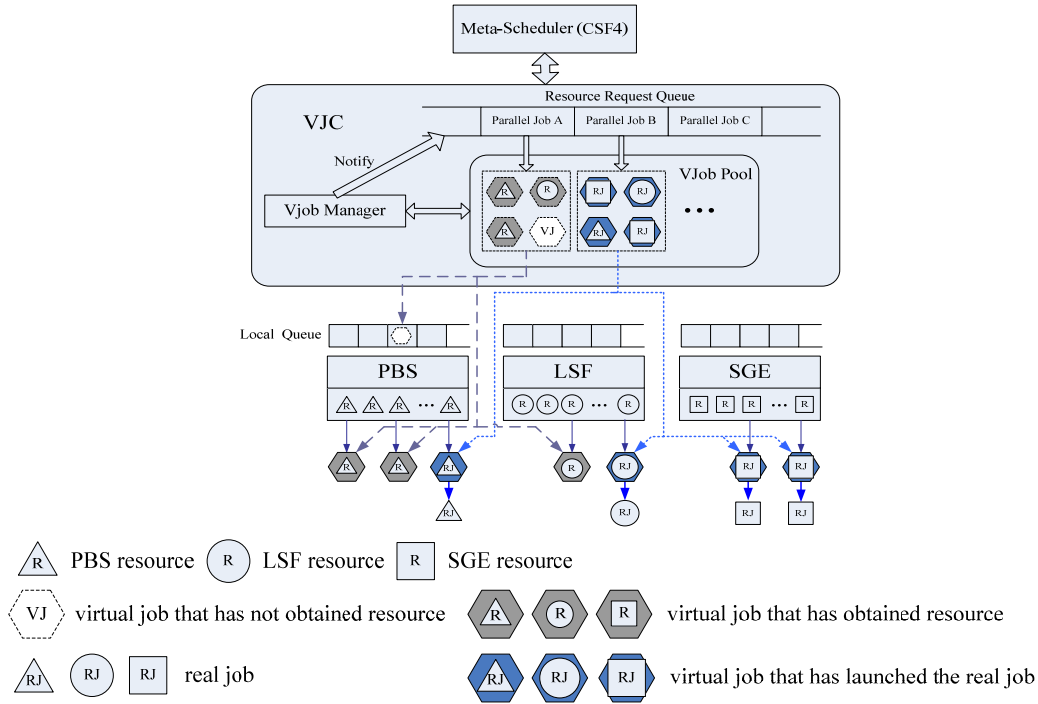 Meta-Scheduler (CSF4)
Resource Request Queue
VJC
Parallel Job A Parallel Job B Parallel Job C
Notify
VJob Pool
R R RJ RJ
Vjob Manager
...
R VJ RJ RJ
Local Queue
PBS LSF SGE
R R R ... R R R R ... R R R R ... R
R R RJ R RJ RJ RJ
RJ RJ RJ RJ
R PBS resource R LSF resource R SGE resource
VJ virtual job that has not obtained resource R R R virtual job that has obtained resource
RJ RJ RJ real job RJ RJ RJ virtual job that has launched the real job